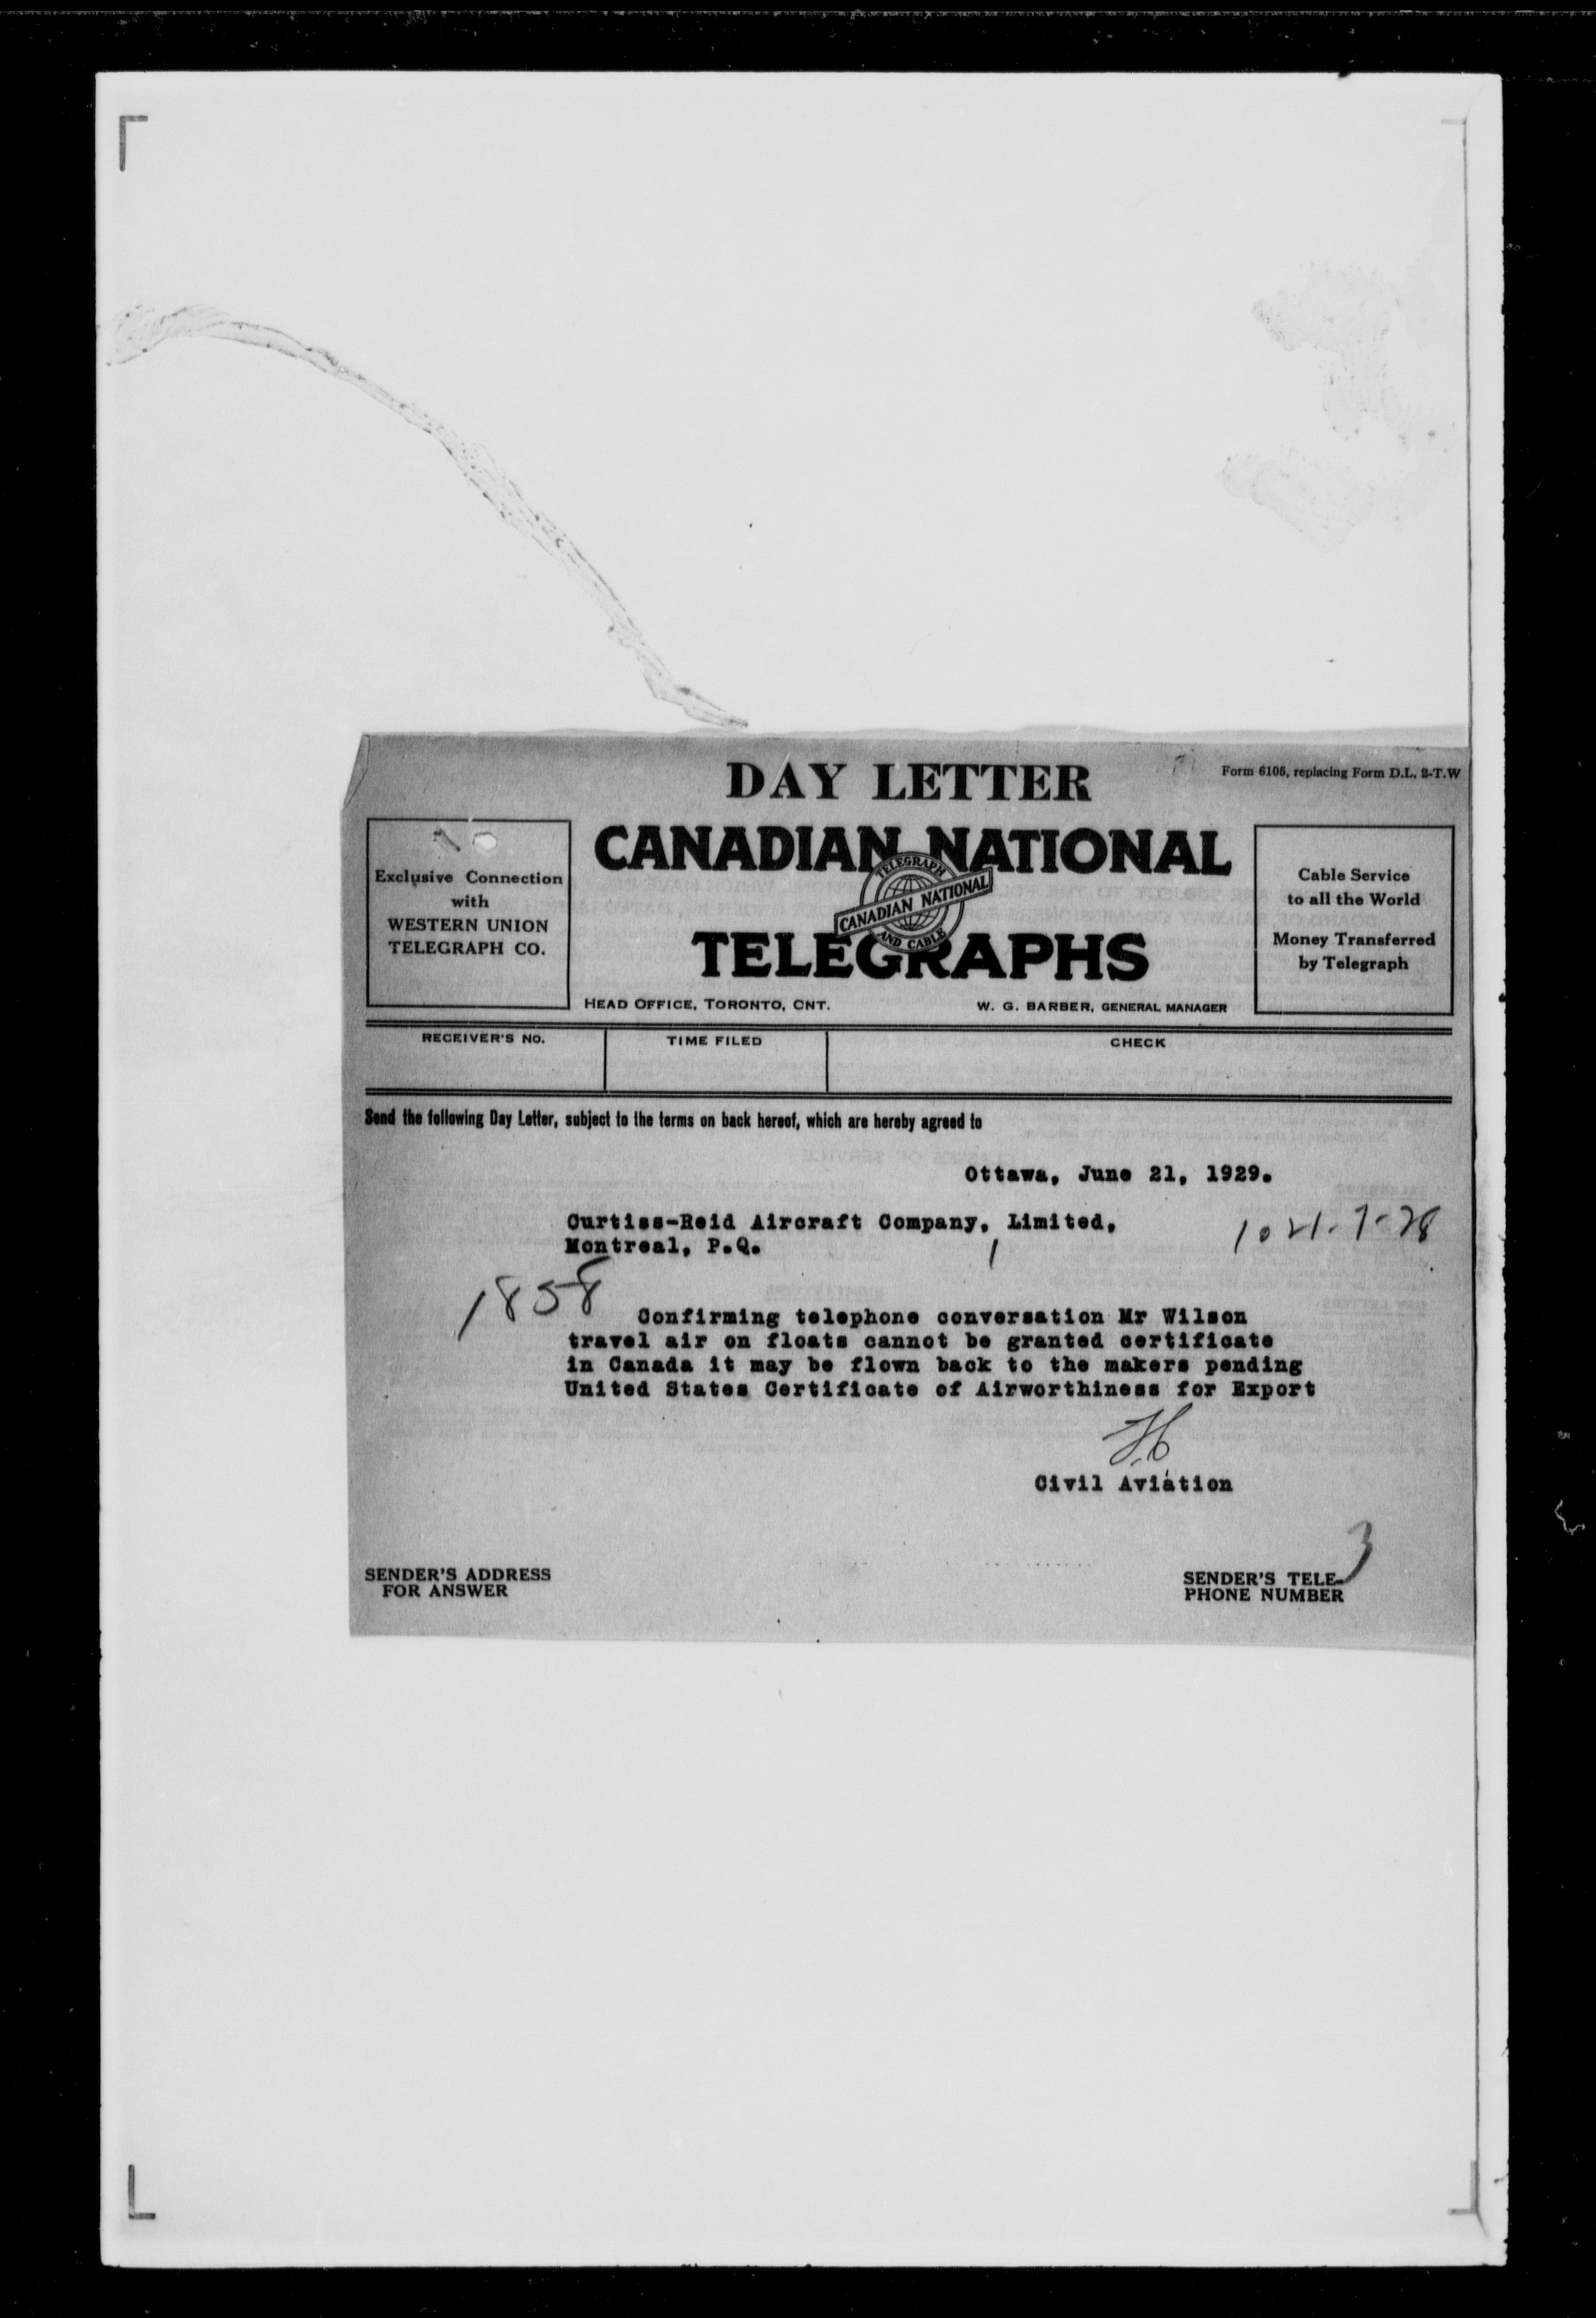 DAY LETTER
Form 6105, replacing Form D.L. 2-T.W
CANADIAN NATIONAL
TELEGRAPHS
TELEGRAPH
CANADIAN NATIONAL
AND CABLE
Exclusive Connection
with
WESTERN UNION
TELEGRAPH CO.
Cable Service
to all the World
Money Transferred
by Telegraph
HEAD OFFICE, TORONTO, ONT.
W. G. BARBER, GENERAL MANAGER
RECEIVER'S NO.
TIME FILED
CHECK
Send the following Day Letter, subject to the terms on back hereof, which are hereby agreed to
Ottawa, June 21, 1929.
Curtiss-Reid Aircraft Company, Limited,
Montreal, P.Q.
1858
Confirming telephone conversation Mr Wilson
travel air on floats cannot be granted certificate
in Canada it may be flown back to the makers pending
United States Certificate of Airworthiness for Export
Civil Aviation
3
SENDER'S ADDRESS
FOR ANSWER
SENDER'S TELE-
PHONE NUMBER